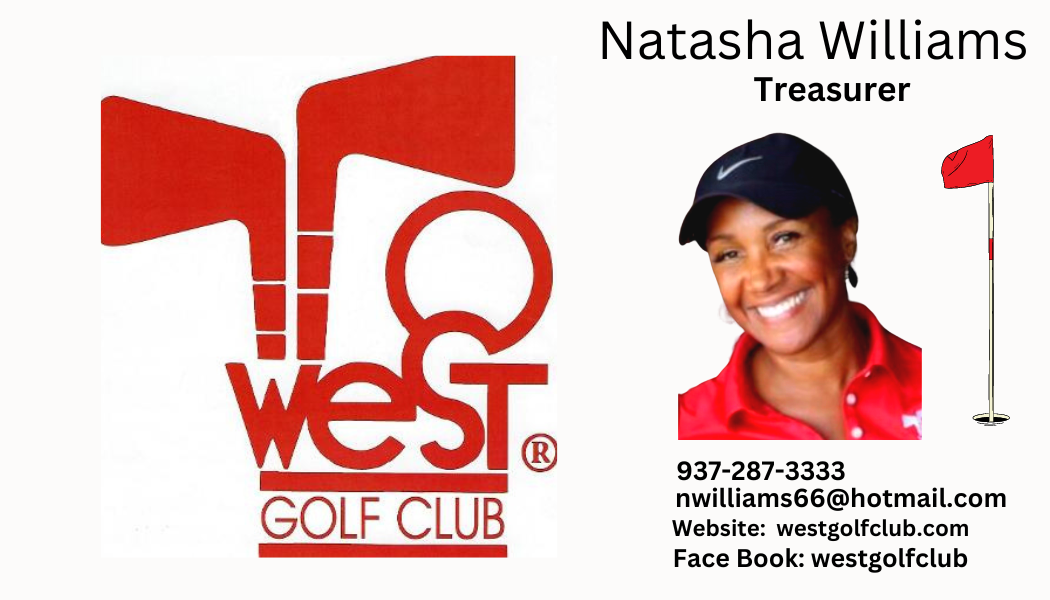 Natasha Williams
Treasurer
west
®
GOLF CLUB
937-287-3333
nwilliams66@hotmail.com
Website: westgolfclub.com
Face Book: westgolfclub